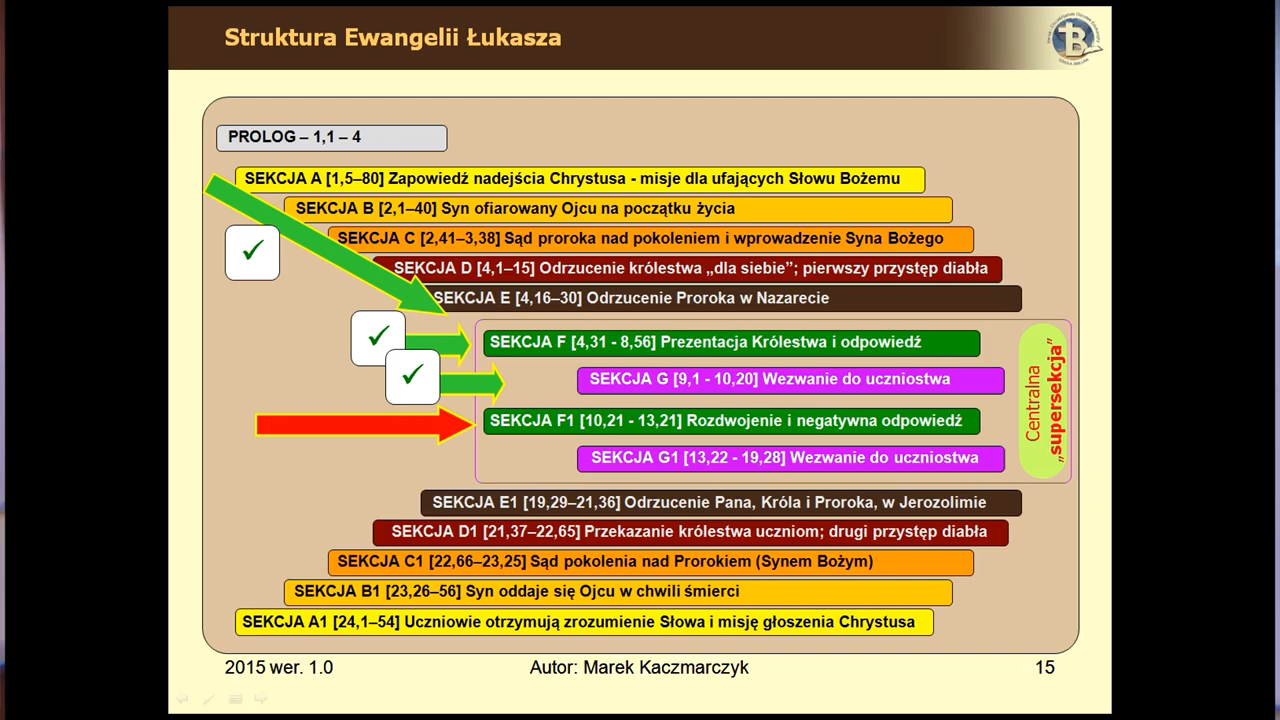 Struktura Ewangelii Łukasza
PROLOG – 1,1 – 4
SEKCJA A [1,5–80] Zapowiedź nadejścia Chrystusa - misje dla ufających Słowu Bożemu
SEKCJA B [2,1–40] Syn ofiarowany Ojcu na początku życia
SEKCJA C [2,41–3,38] Sąd proroka nad pokoleniem i wprowadzenie Syna Bożego
SEKCJA D [4,1–15] Odrzucenie królestwa „dla siebie”; pierwszy przystęp diabła
SEKCJA E [4,16–30] Odrzucenie Proroka w Nazarecie
SEKCJA F [4,31 - 8,56] Prezentacja Królestwa i odpowiedź
SEKCJA G [9,1 - 10,20] Wezwanie do uczniostwa
SEKCJA F1 [10,21 - 13,21] Rozdwojenie i negatywna odpowiedź
SEKCJA G1 [13,22 - 19,28] Wezwanie do uczniostwa
Centralna
„supersekcja”
SEKCJA E1 [19,29–21,36] Odrzucenie Pana, Króla i Proroka, w Jerozolimie
SEKCJA D1 [21,37–22,65] Przekazanie królestwa uczniom; drugi przystęp diabła
SEKCJA C1 [22,66–23,25] Sąd pokolenia nad Prorokiem (Synem Bożym)
SEKCJA B1 [23,26–56] Syn oddaje się Ojcu w chwili śmierci
SEKCJA A1 [24,1–54] Uczniowie otrzymują zrozumienie Słowa i misję głoszenia Chrystusa
2015 wer. 1.0
Autor: Marek Kaczmarczyk
15